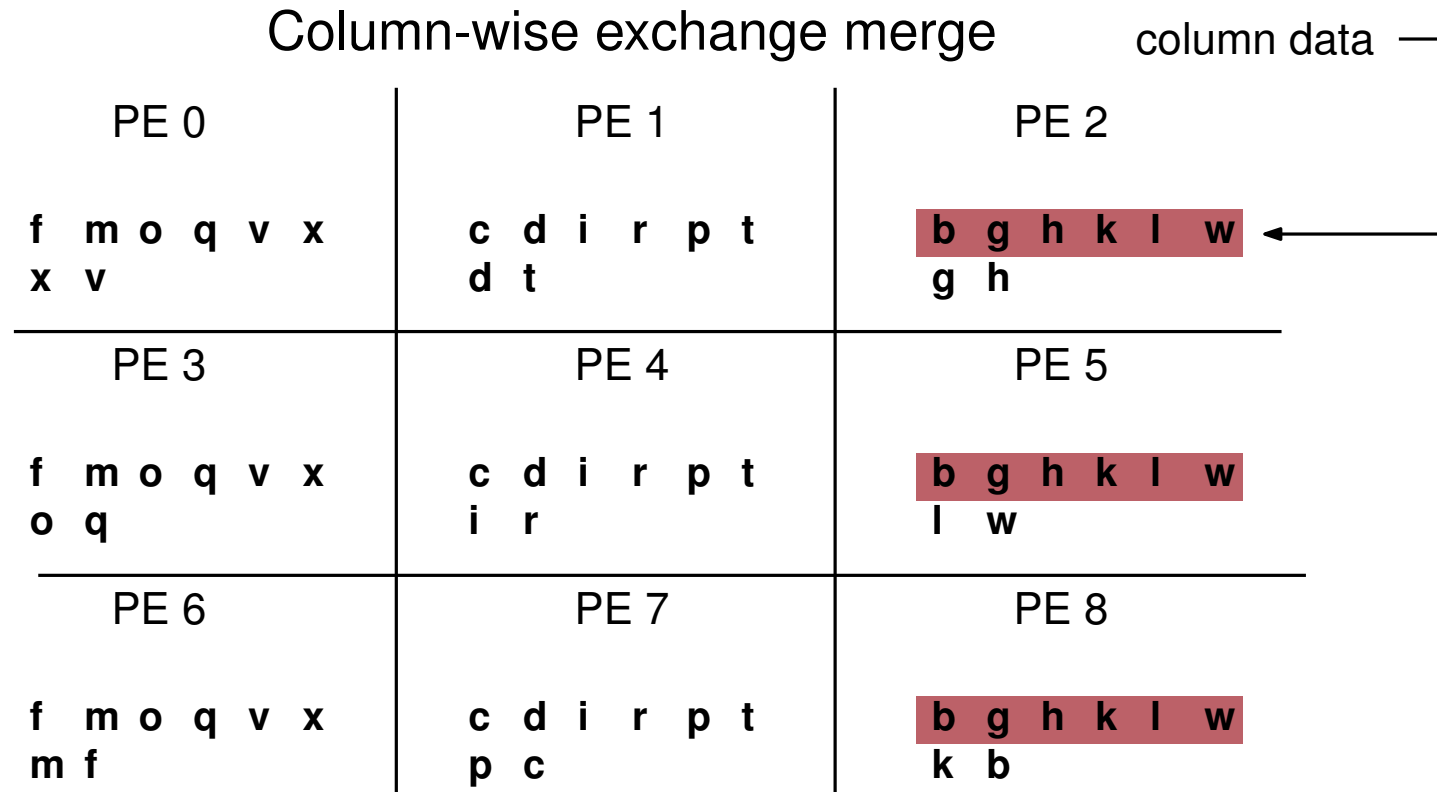 Column-wise exchange merge
column data
PE 0
PE 1
PE 2
f m o q v x
c d i r p t
b g h k l w
x v
d t
g h
PE 3
PE 4
PE 5
f m o q v x
c d i r p t
b g h k l w
o q
i r
l w
PE 6
PE 7
PE 8
f m o q v x
c d i r p t
b g h k l w
m f
p c
k b